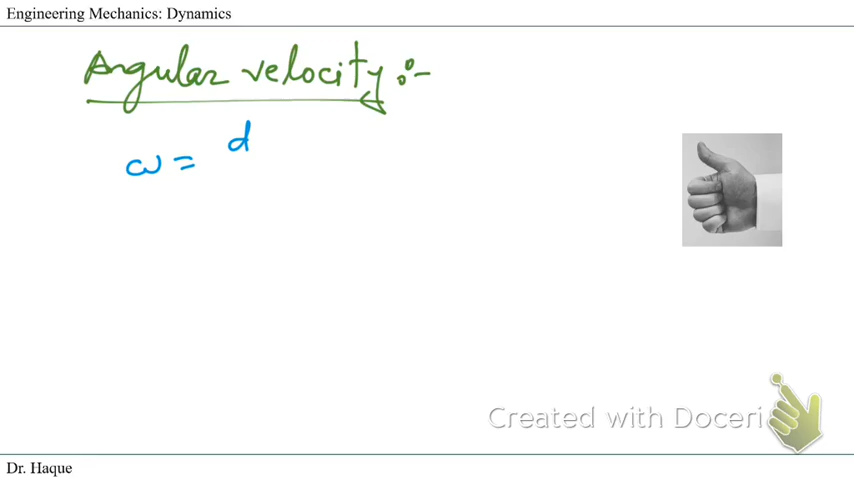 Engineering Mechanics: Dynamics
Angular velocity :-
ω = d
Created with Doceri
Dr. Haque